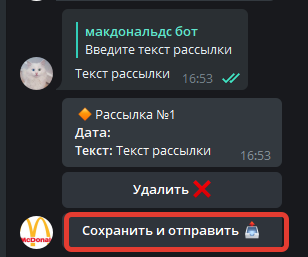 макдональдс бот
Введите текст рассылки
Текст рассылки 16:53
🔶 Рассылка №1
Дата:
Текст: Текст рассылки
16:53
Удалить ❌
Сохранить и отправить 📤
McDonald